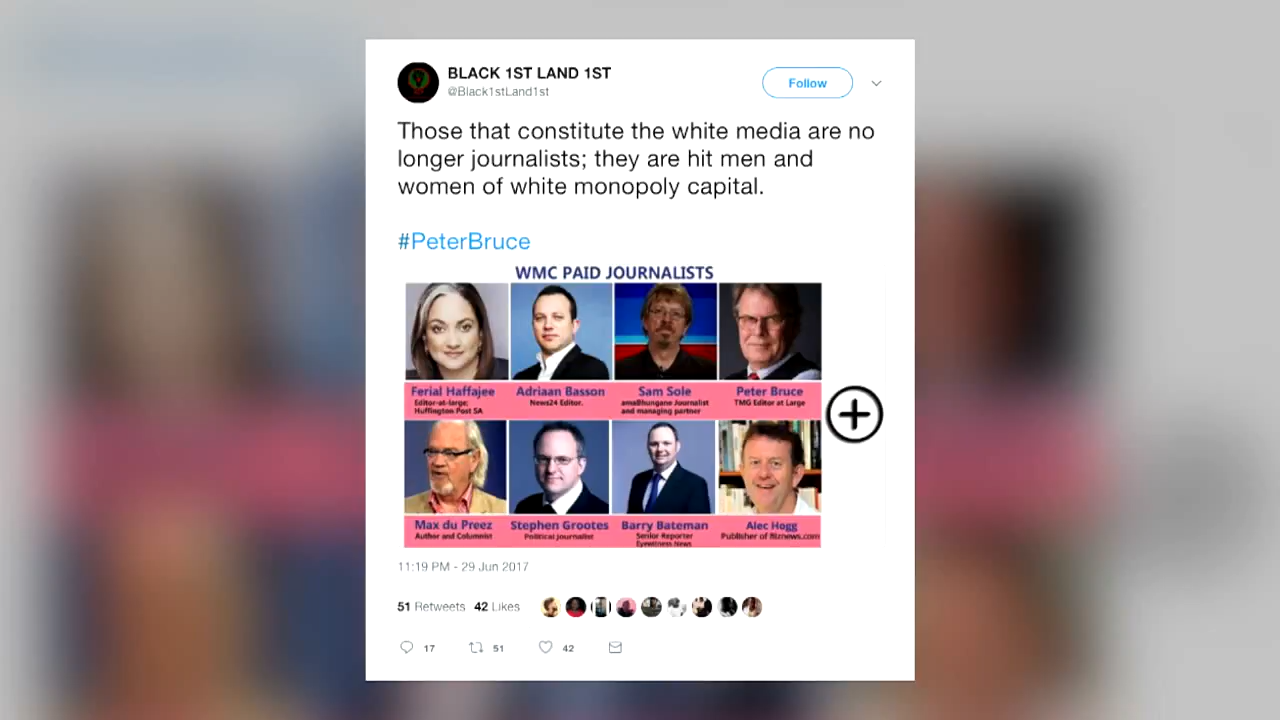 BLACK 1ST LAND 1ST
@Black1stLand1st
Follow
Those that constitute the white media are no
longer journalists; they are hit men and
women of white monopoly capital.
#PeterBruce
WMC PAID JOURNALISTS
Ferial Haffajee
Editor-at-large;
Huffington Post SA
Adriaan Basson
News24 Editor.
Sam Sole
amaBhungane Journalist
and managing partner
Peter Bruce
TMG Editor at Large
Max du Preez
Author and Columnist
Stephen Grootes
Political Journalist
Barry Bateman
Senior Reporter
Eyewitness News
Alec Hogg
Publisher of Biznews.com
11:19 PM - 29 Jun 2017
51 Retweets 42 Likes
17 51 42